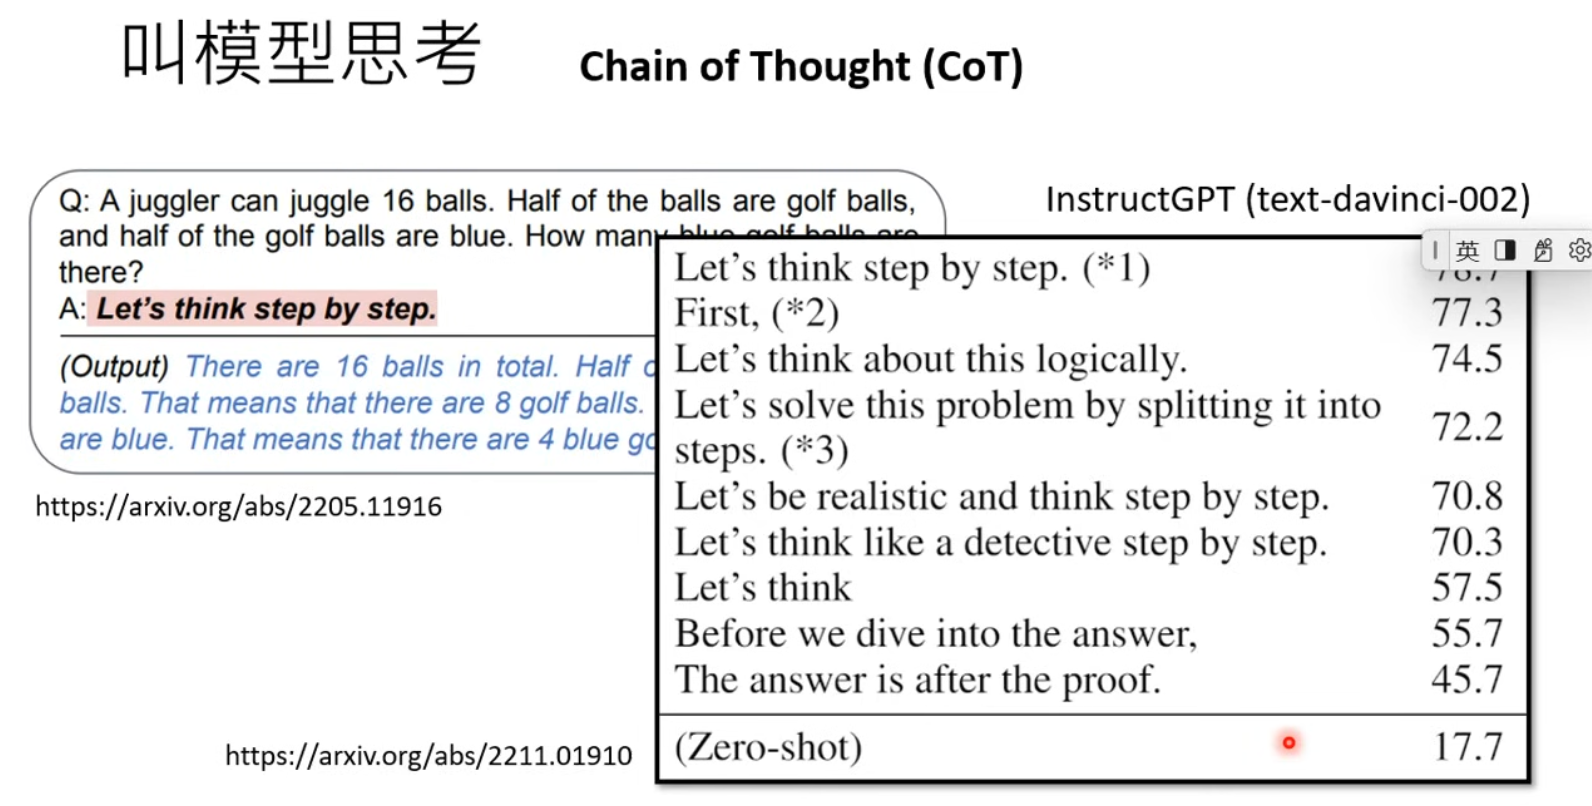 叫模型思考
Chain of Thought (CoT)
Q: A juggler can juggle 16 balls. Half of the balls are golf balls,
and half of the golf balls are blue. How many blue golf balls are
there?
A: Let's think step by step.
(Output) There are 16 balls in total. Half
balls. That means that there are 8 golf balls.
are blue. That means that there are 4 blue
https://arxiv.org/abs/2205.11916
InstructGPT (text-davinci-002)
英
Let's think step by step. (*1) 78.7
First, (*2) 77.3
Let's think about this logically. 74.5
Let's solve this problem by splitting it into
steps. (*3) 72.2
Let's be realistic and think step by step. 70.8
Let's think like a detective step by step. 70.3
Let's think 57.5
Before we dive into the answer, 55.7
The answer is after the proof. 45.7
(Zero-shot) 17.7
https://arxiv.org/abs/2211.01910